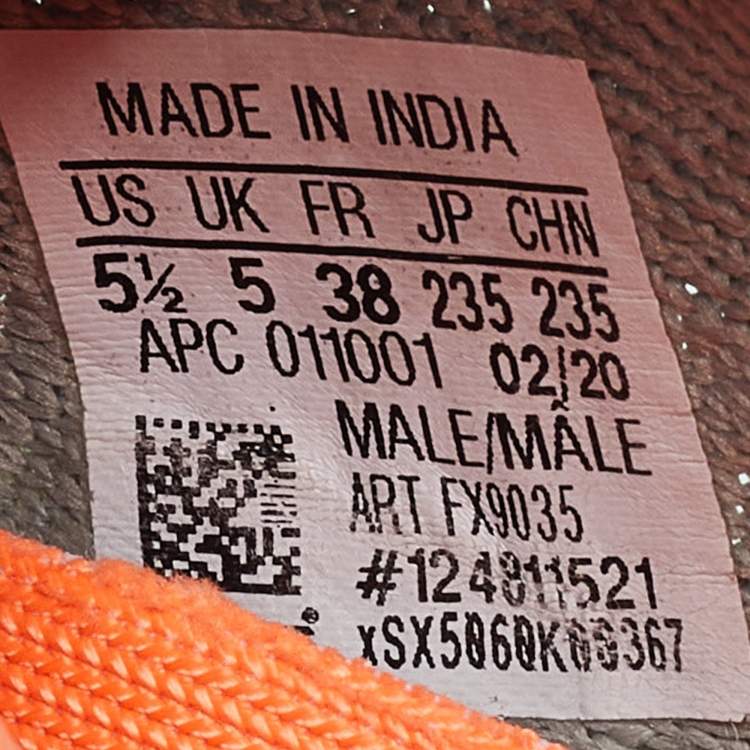 MADE IN INDIA
US UK FR JP CHN
5½ 5 38 235 235
APC 011001 02/20
MALE/MÂLE
ART FX9035
#124811521